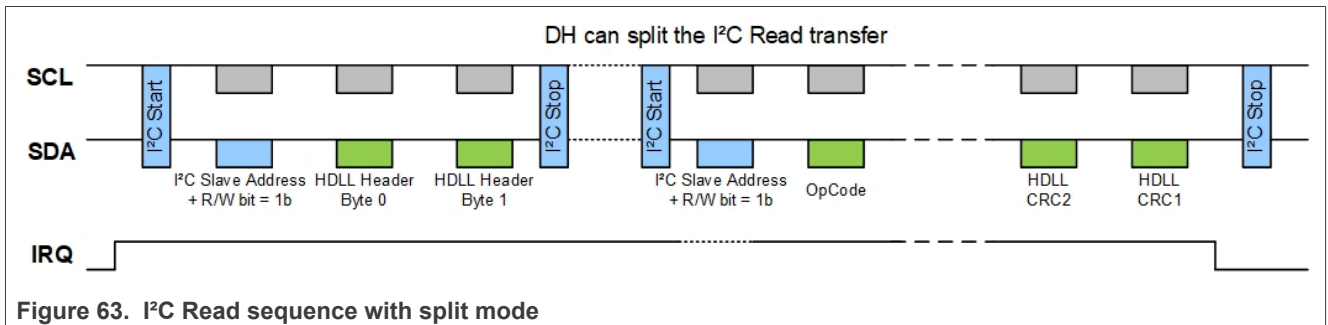 DH can split the I²C Read transfer
SCL
I²C Start
I²C Stop
I²C Start
I²C Stop
SDA
I²C Slave Address
+ R/W bit = 1b
HDLL Header
Byte 0
HDLL Header
Byte 1
I²C Slave Address
+ R/W bit = 1b
OpCode
HDLL
CRC2
HDLL
CRC1
IRQ
Figure 63. I²C Read sequence with split mode